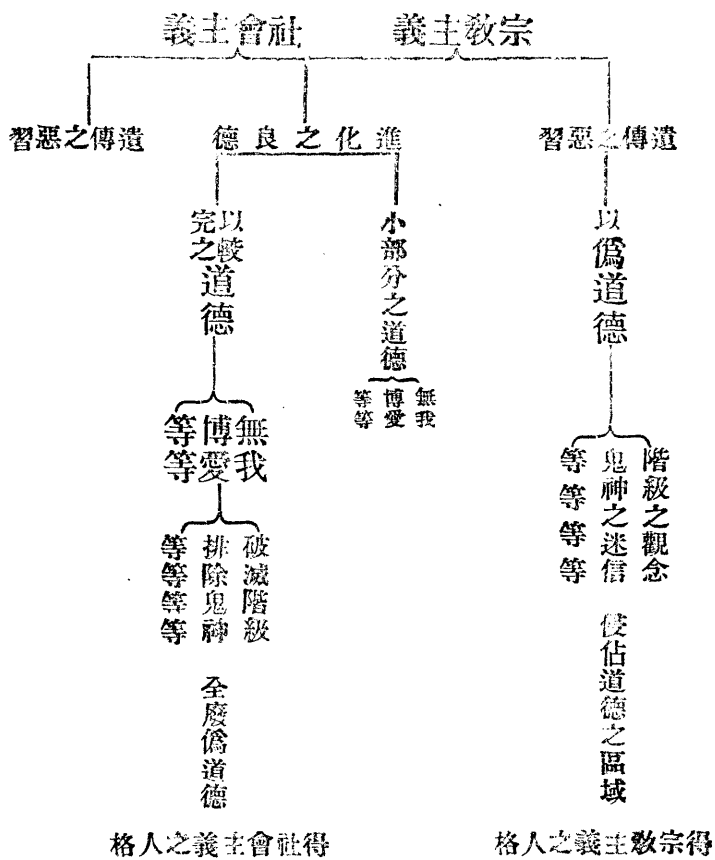 宗敎主義
社會主義
遺傳之惡習
進化之良德
遺傳之惡習
以僞道德
階級之觀念
鬼神之迷信
等等等等
侵佔道德之區域
得宗敎主義之人格
小部分之道德
無我
博愛
等等
以較
完之
道德
無我
博愛
等等
破滅階級
排除鬼神
等等等等
全廢僞道德
得社會主義之人格